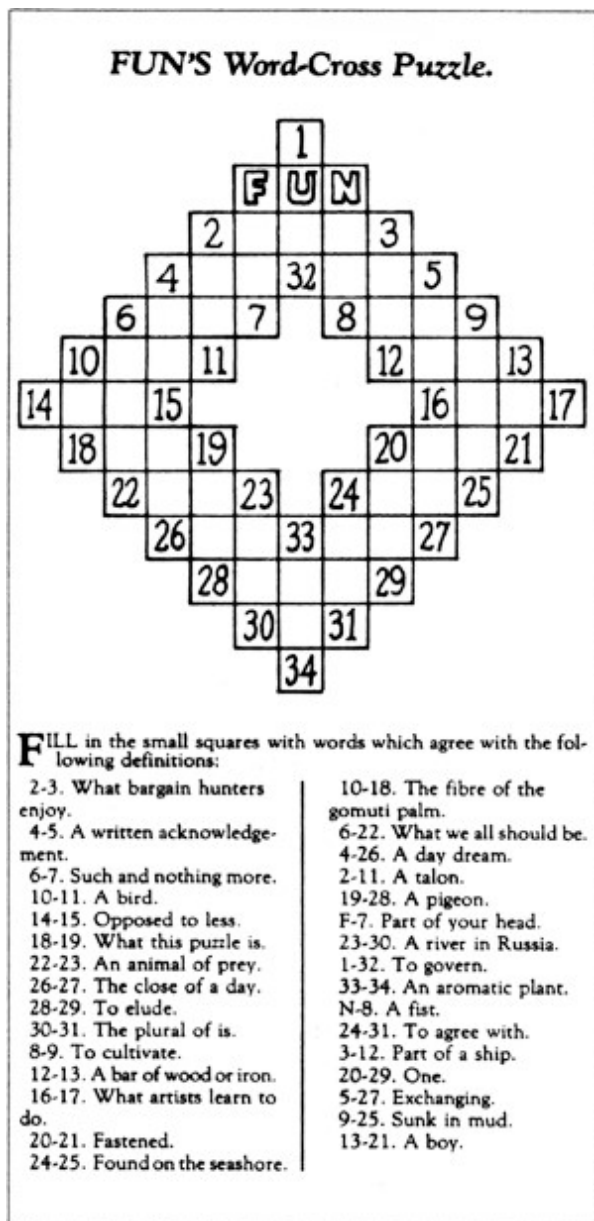 FUN'S Word-Cross Puzzle.
1
F U N
2 3
4 32 5
6 7 8 9
10 11 12 13
14 15 16 17
18 19 20 21
22 23 24 25
26 33 27
28 29
30 31
34
FILL in the small squares with words which agree with the fol-
lowing definitions:
2-3. What bargain hunters
enjoy.
4-5. A written acknowledge-
ment.
6-7. Such and nothing more.
10-11. A bird.
14-15. Opposed to less.
18-19. What this puzzle is.
22-23. An animal of prey.
26-27. The close of a day.
28-29. To elude.
30-31. The plural of is.
8-9. To cultivate.
12-13. A bar of wood or iron.
16-17. What artists learn to
do.
20-21. Fastened.
24-25. Found on the seashore.
10-18. The fibre of the
gomuti palm.
6-22. What we all should be.
4-26. A day dream.
2-11. A talon.
19-28. A pigeon.
F-7. Part of your head.
23-30. A river in Russia.
1-32. To govern.
33-34. An aromatic plant.
N-8. A fist.
24-31. To agree with.
3-12. Part of a ship.
20-29. One.
5-27. Exchanging.
9-25. Sunk in mud.
13-21. A boy.